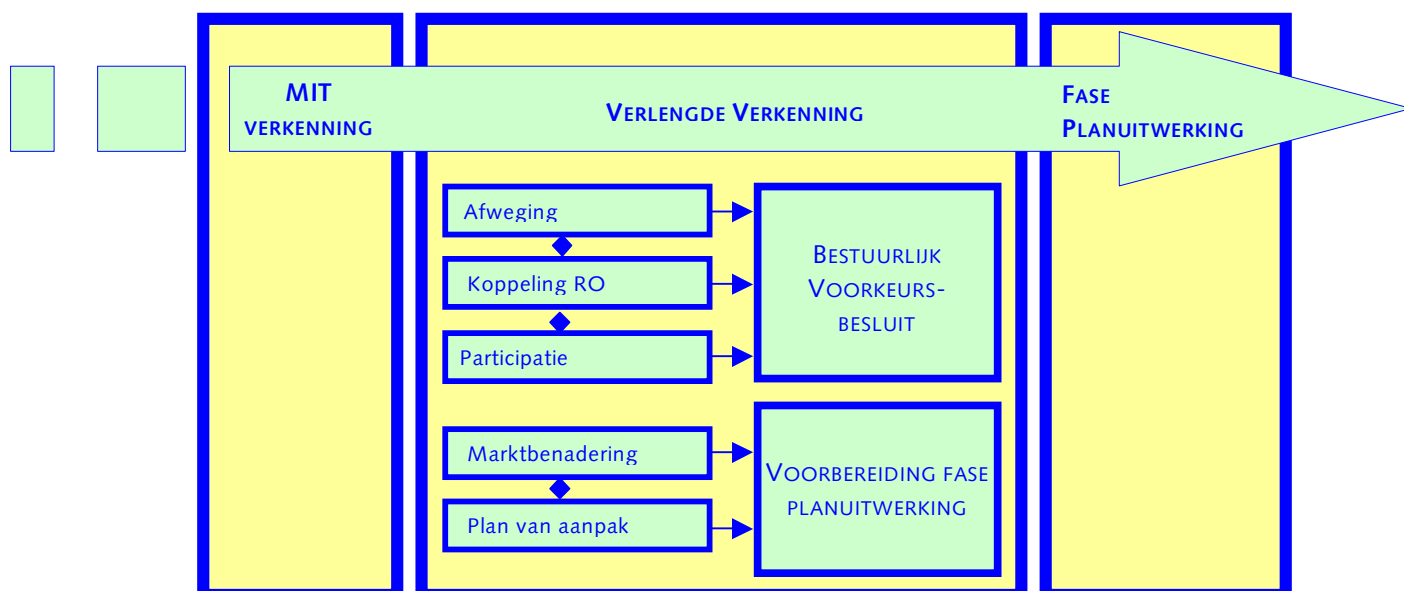 MIT
VERKENNING
VERLENGDE VERKENNING
FASE
PLANUITWERKING
Afweging
Koppeling RO
Participatie
BESTUURLIJK
VOORKEURS-
BESLUIT
Marktbenadering
Plan van aanpak
VOORBEREIDING FASE
PLANUITWERKING